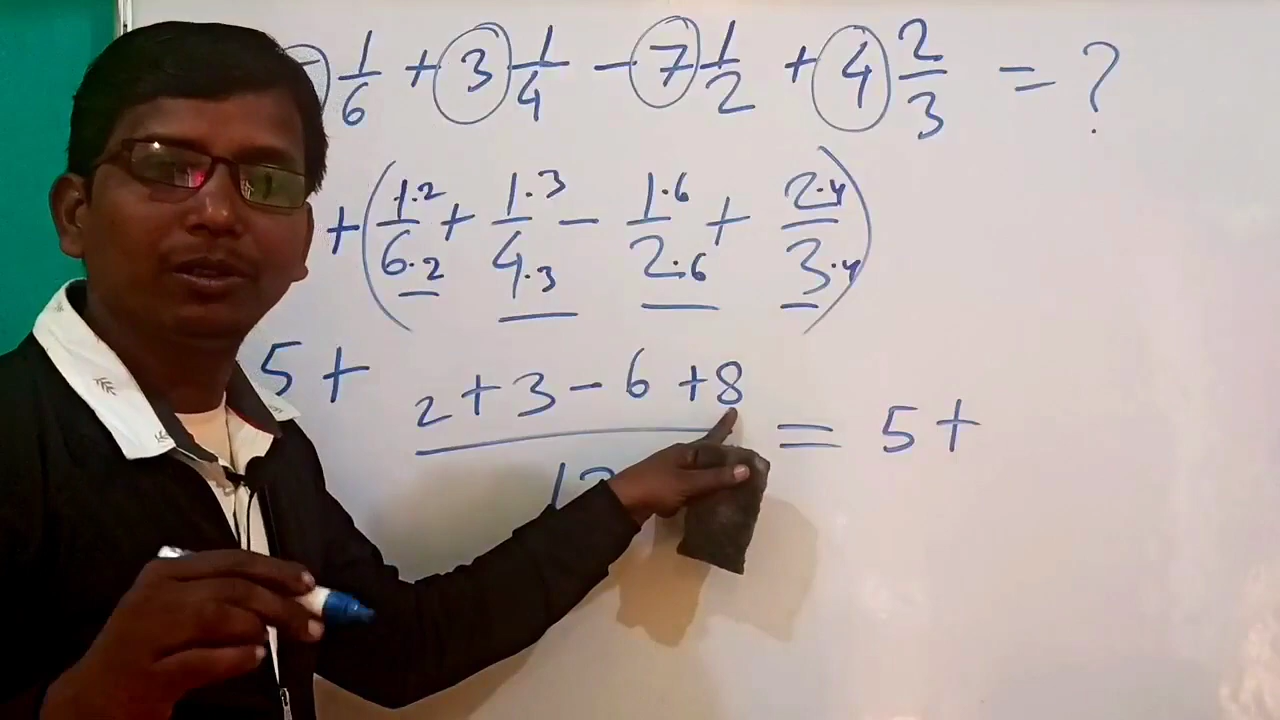 1/6 + 3 1/4 - 7 1/2 + 4 2/3 = ?
+ (1·2/6·2 + 1·3/4·3 - 1·6/2·6 + 2·4/3·4)
5 + 2 + 3 - 6 + 8/12 = 5 +